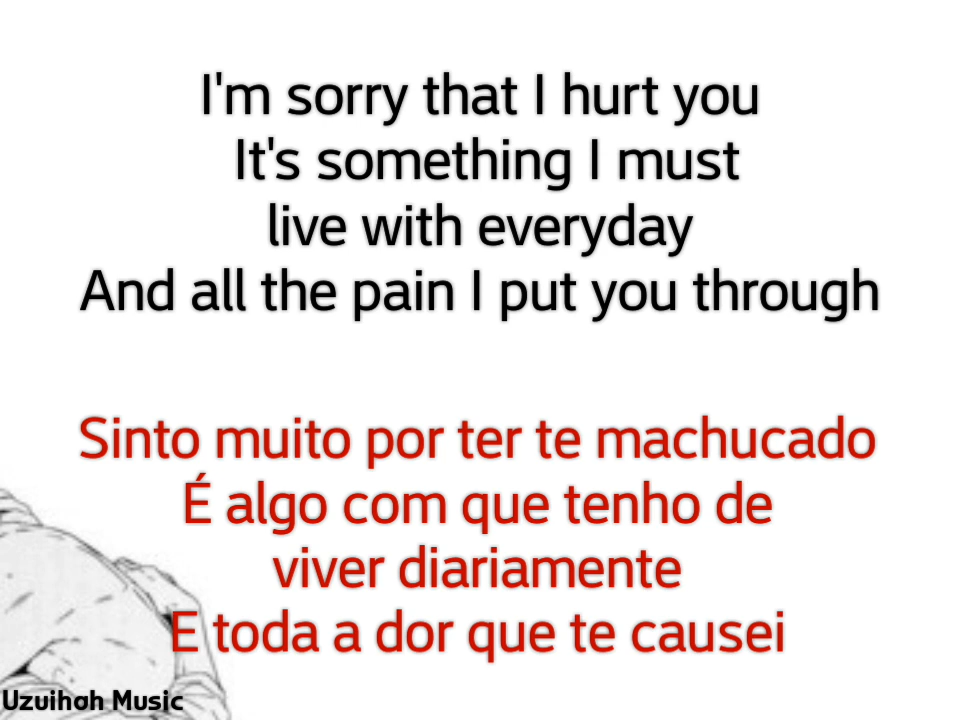 I'm sorry that I hurt you
It's something I must
live with everyday
And all the pain I put you through
Sinto muito por ter te machucado
É algo com que tenho de
viver diariamente
E toda a dor que te causei
Uzuihah Music